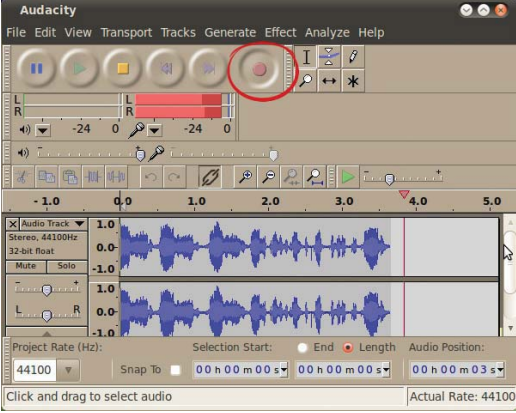 Audacity
File Edit View Transport Tracks Generate Effect Analyze Help
L
R
L
R
-24 0
-24 0
- 1.0 0.0 1.0 2.0 3.0 4.0 5.0
X Audio Track
Stereo, 44100Hz
32-bit float
Mute Solo
- +
L R
1.0
0.0-
-1.0
1.0
0.0-
-1.0
Project Rate (Hz): Selection Start: End Length Audio Position:
44100 Snap To 00 h 00 m 00 s 00 h 00 m 00 s 00 h 00 m 03 s
Click and drag to select audio Actual Rate: 44100